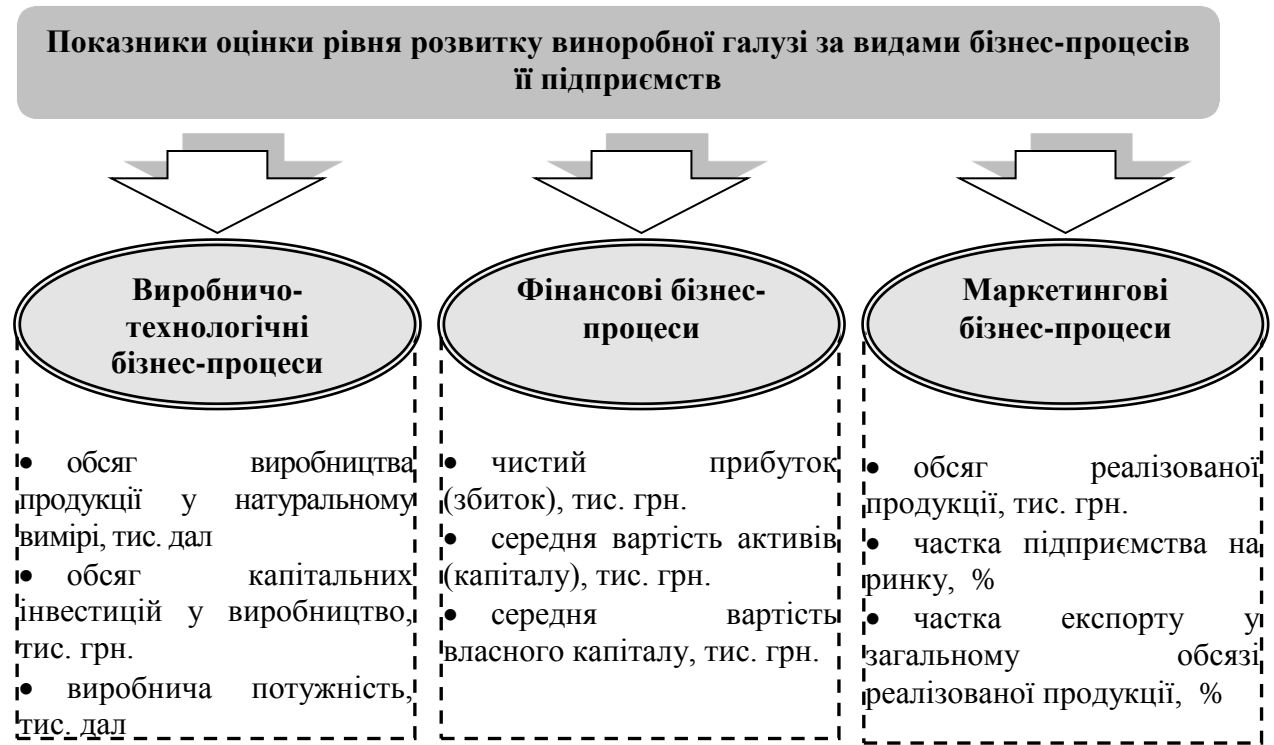 Показники оцінки рівня розвитку виноробної галузі за видами бізнес-процесів
її підприємств
Виробничо-
технологічні
бізнес-процеси
• обсяг виробництва
продукції у натуральному
вимірі, тис. дал
• обсяг капітальних
інвестицій у виробництво,
тис. грн.
• виробнича потужність,
тис. дал
Фінансові бізнес-
процеси
• чистий прибуток
(збиток), тис. грн.
• середня вартість активів
(капіталу), тис. грн.
• середня вартість
власного капіталу, тис. грн.
Маркетингові
бізнес-процеси
• обсяг реалізованої
продукції, тис. грн.
• частка підприємства на
ринку, %
• частка експорту у
загальному обсязі
реалізованої продукції, %